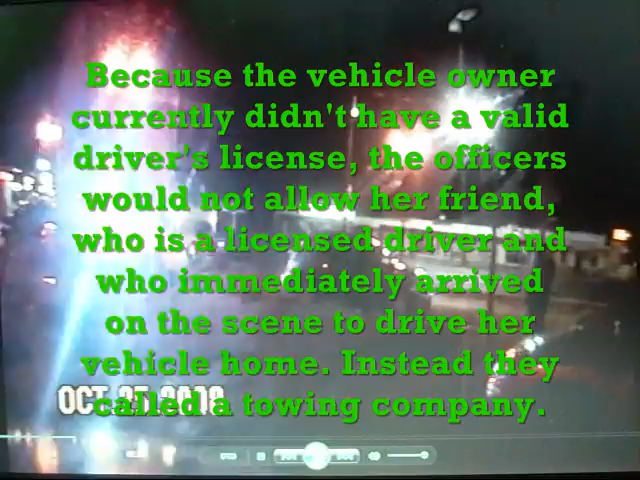 Because the vehicle owner
currently didn't have a valid
driver's license, the officers
would not allow her friend,
who is a licensed driver and
who immediately arrived
on the scene to drive her
vehicle home. Instead they
called a towing company.
OCT